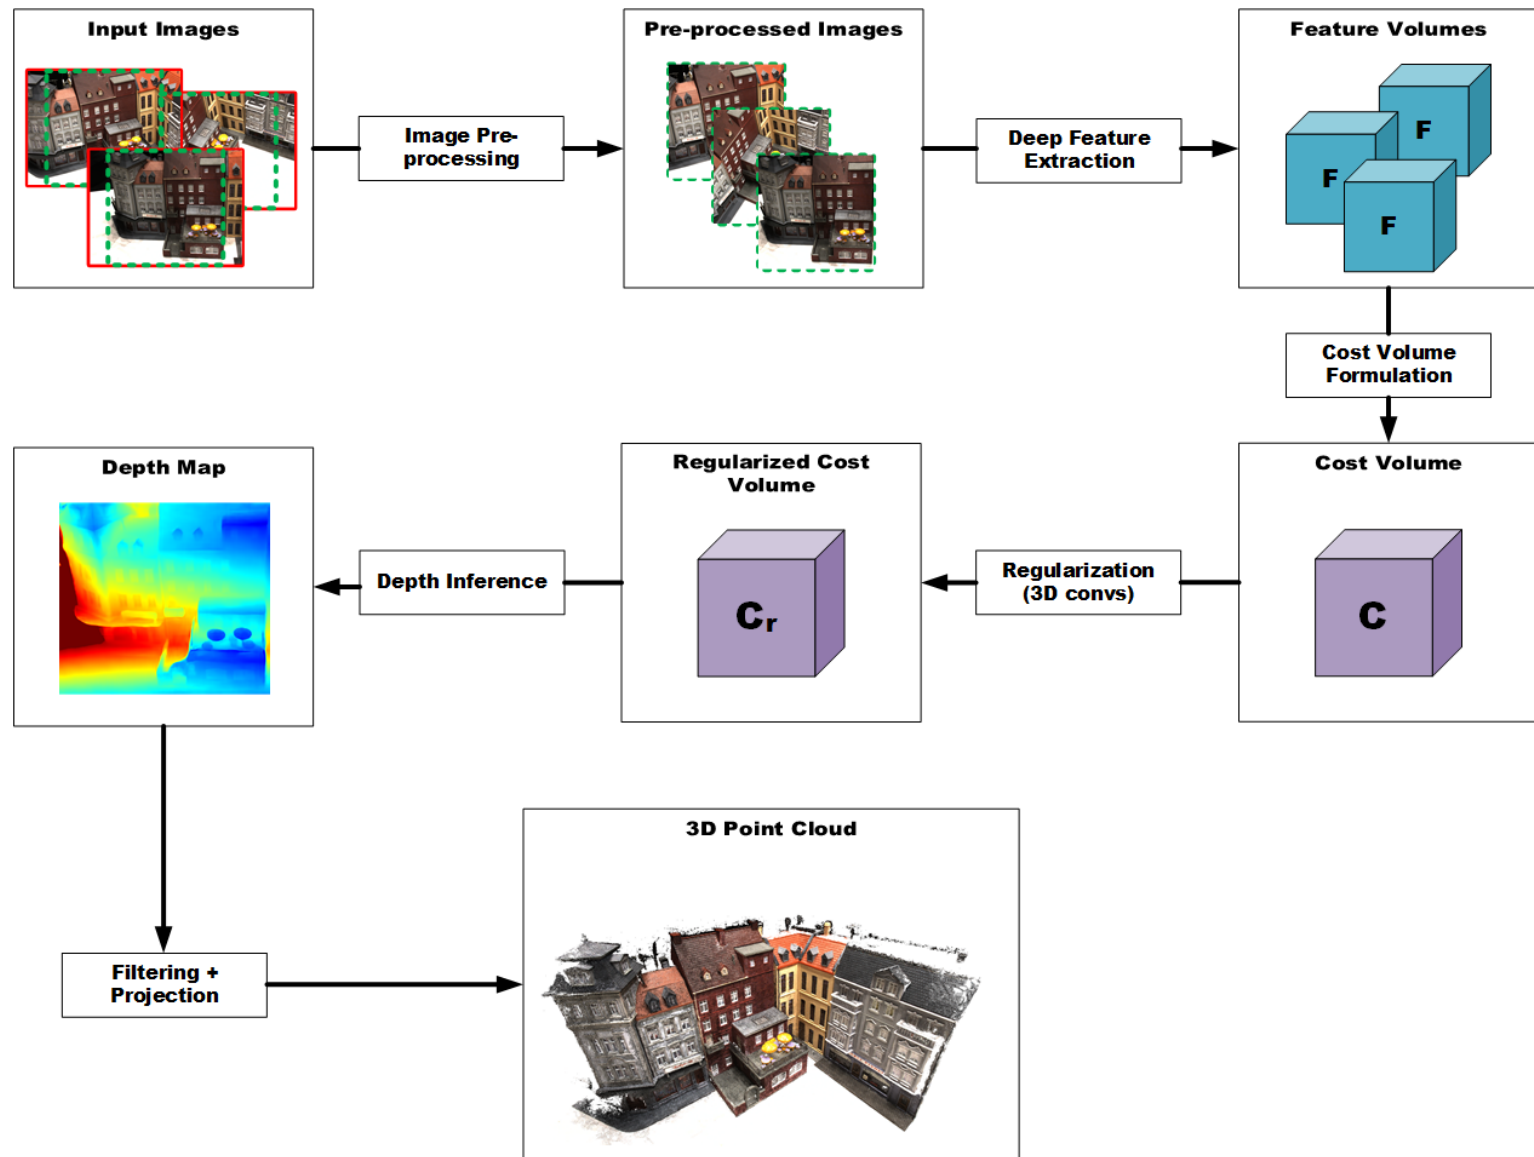 Input Images
Image Pre-
processing
Pre-processed Images
Deep Feature
Extraction
Feature Volumes
F
F
F
Cost Volume
Formulation
Cost Volume
C
Regularization
(3D convs)
Regularized Cost
Volume
Cr
Depth Inference
Depth Map
Filtering +
Projection
3D Point Cloud